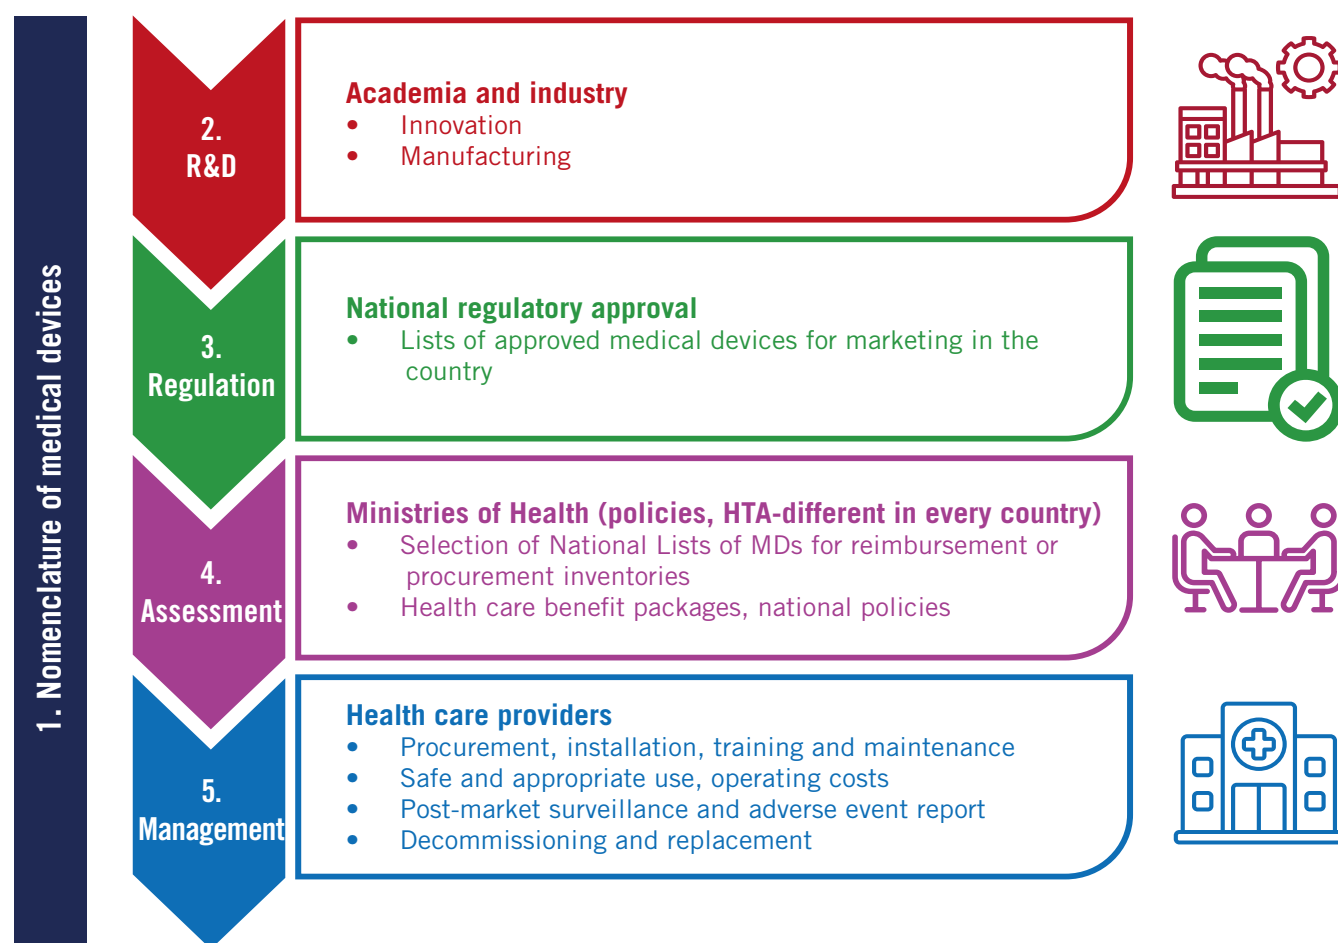 1. Nomenclature of medical devices
2.
R&D
Academia and industry
• Innovation
• Manufacturing
3.
Regulation
National regulatory approval
• Lists of approved medical devices for marketing in the
country
4.
Assessment
Ministries of Health (policies, HTA-different in every country)
• Selection of National Lists of MDs for reimbursement or
procurement inventories
• Health care benefit packages, national policies
5.
Management
Health care providers
• Procurement, installation, training and maintenance
• Safe and appropriate use, operating costs
• Post-market surveillance and adverse event report
• Decommissioning and replacement